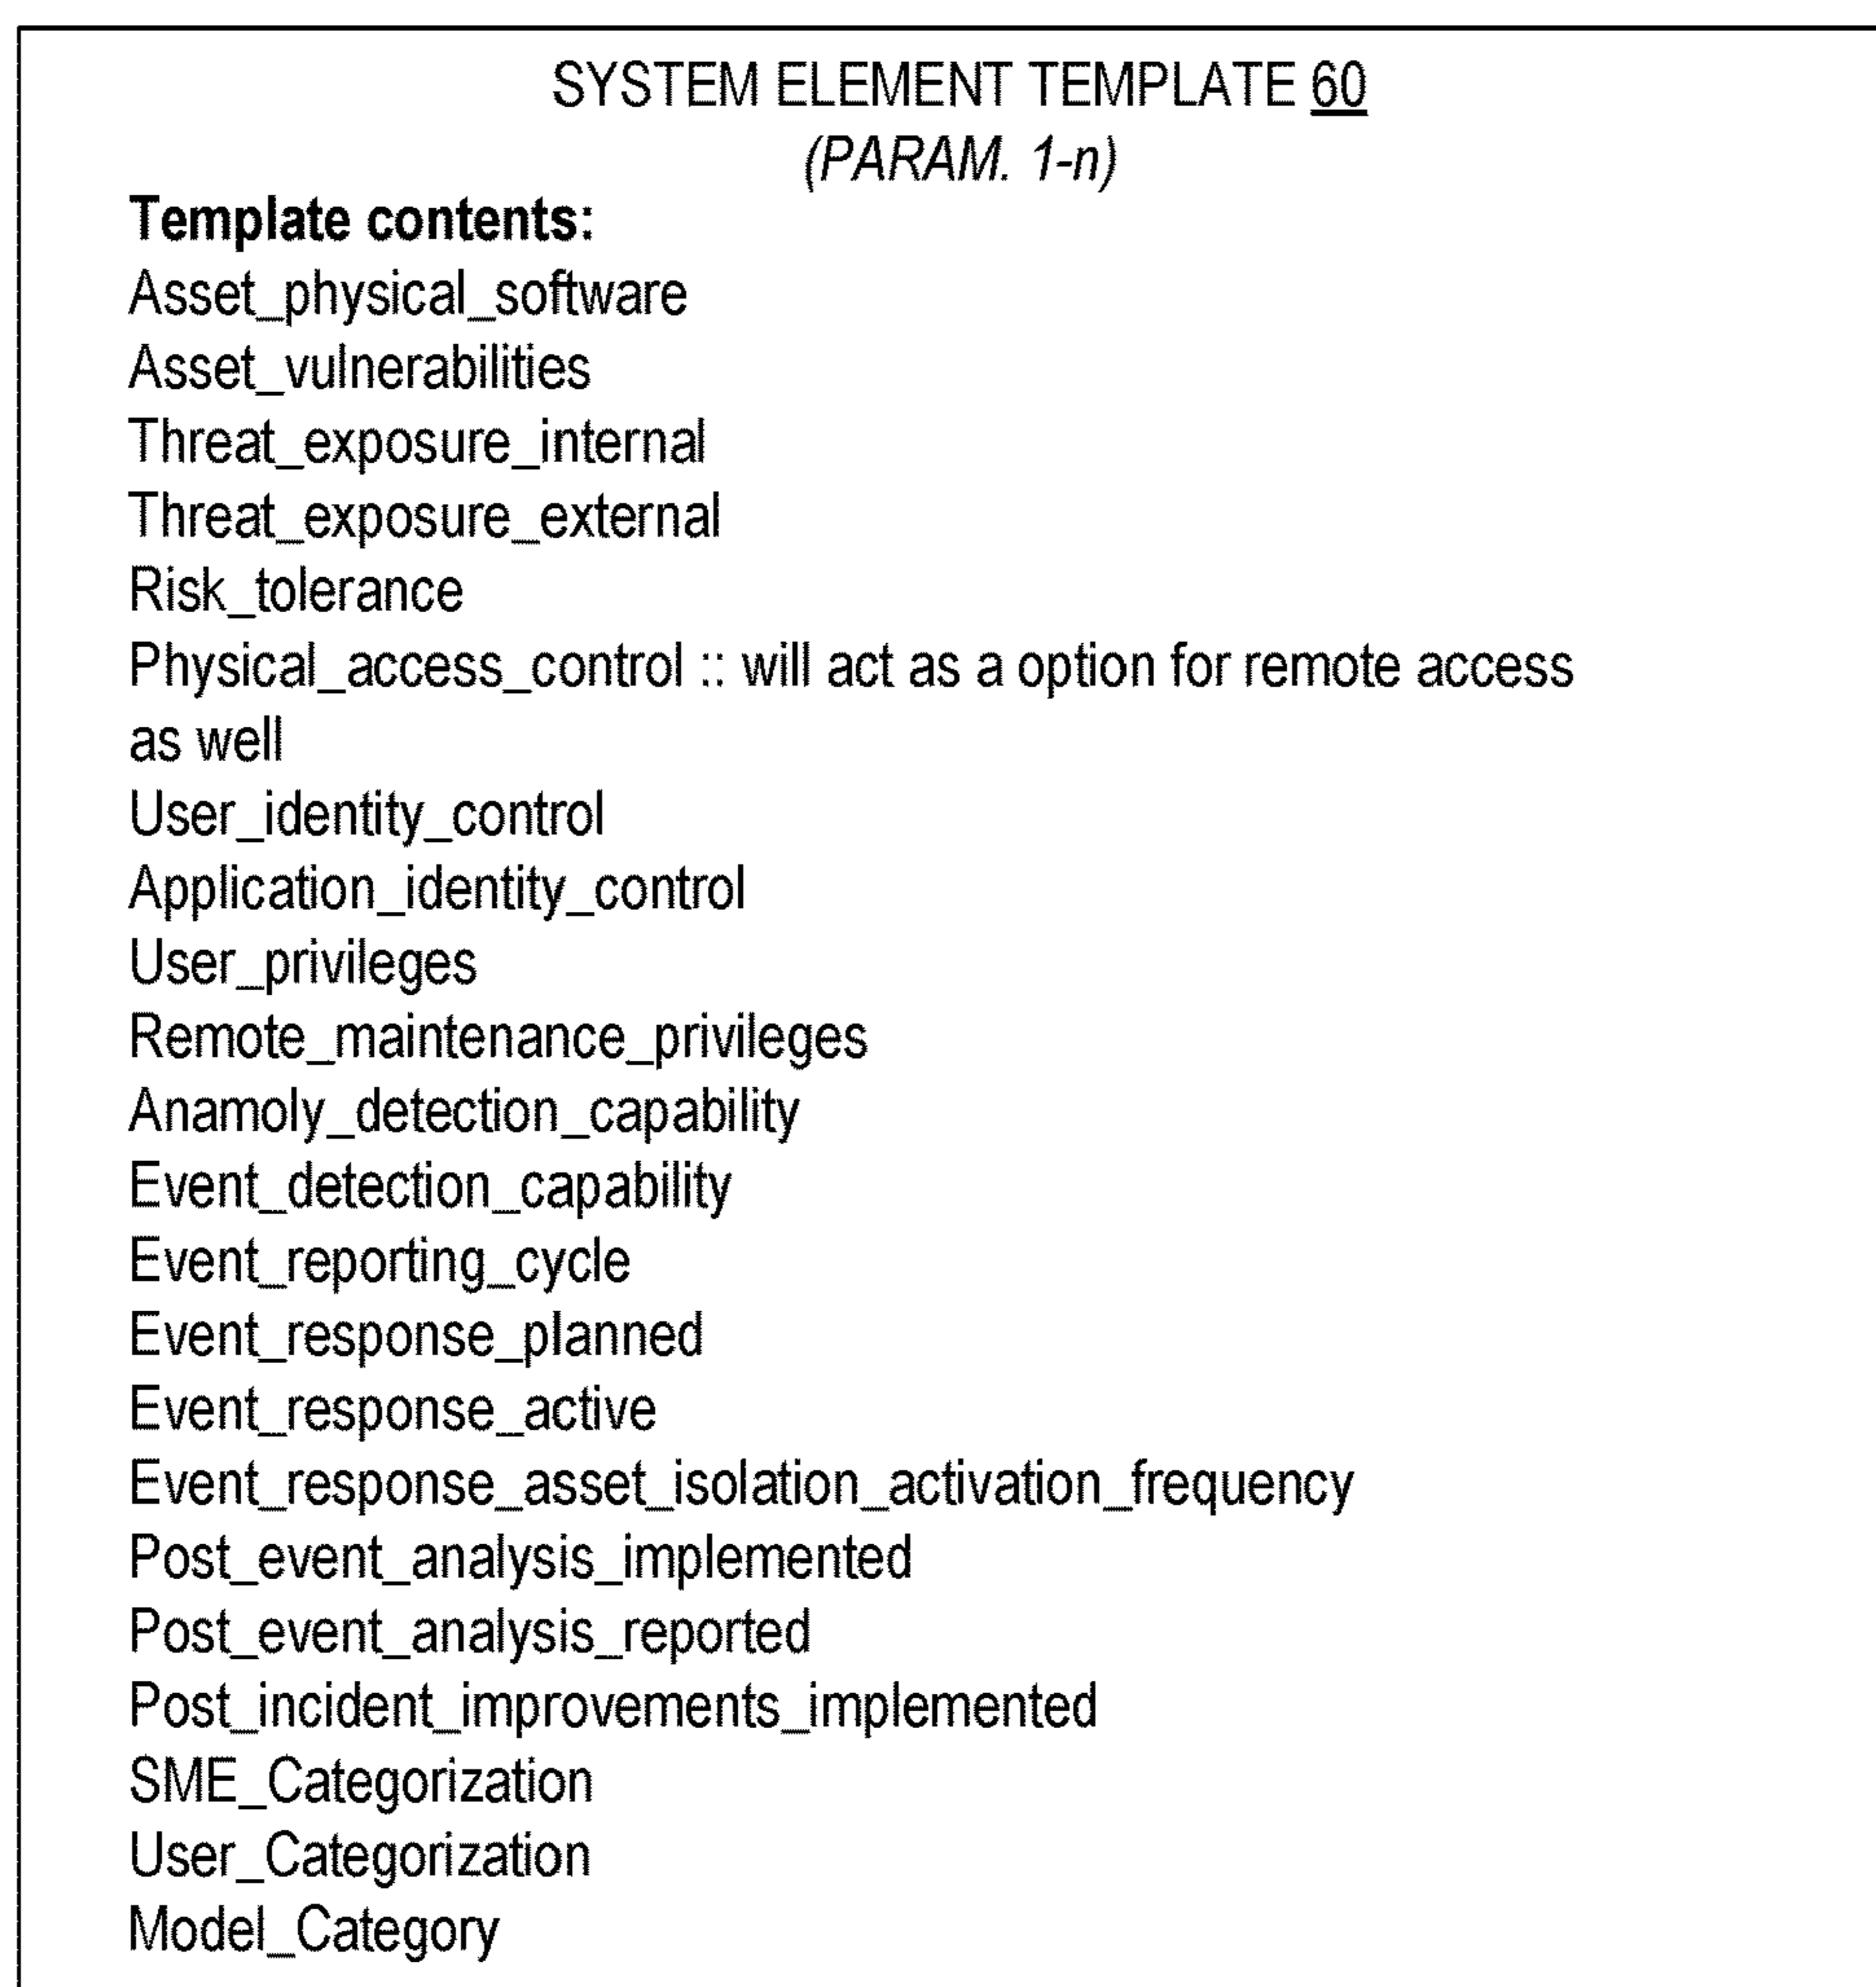 SYSTEM ELEMENT TEMPLATE 60
(PARAM. 1-n)
Template contents:
Asset_physical_software
Asset_vulnerabilities
Threat_exposure_internal
Threat_exposure_external
Risk_tolerance
Physical_access_control :: will act as a option for remote access
as well
User_identity_control
Application_identity_control
User_privileges
Remote_maintenance_privileges
Anamoly_detection_capability
Event_detection_capability
Event_reporting_cycle
Event_response_planned
Event_response_active
Event_response_asset_isolation_activation_frequency
Post_event_analysis_implemented
Post_event_analysis_reported
Post_incident_improvements_implemented
SME_Categorization
User_Categorization
Model_Category